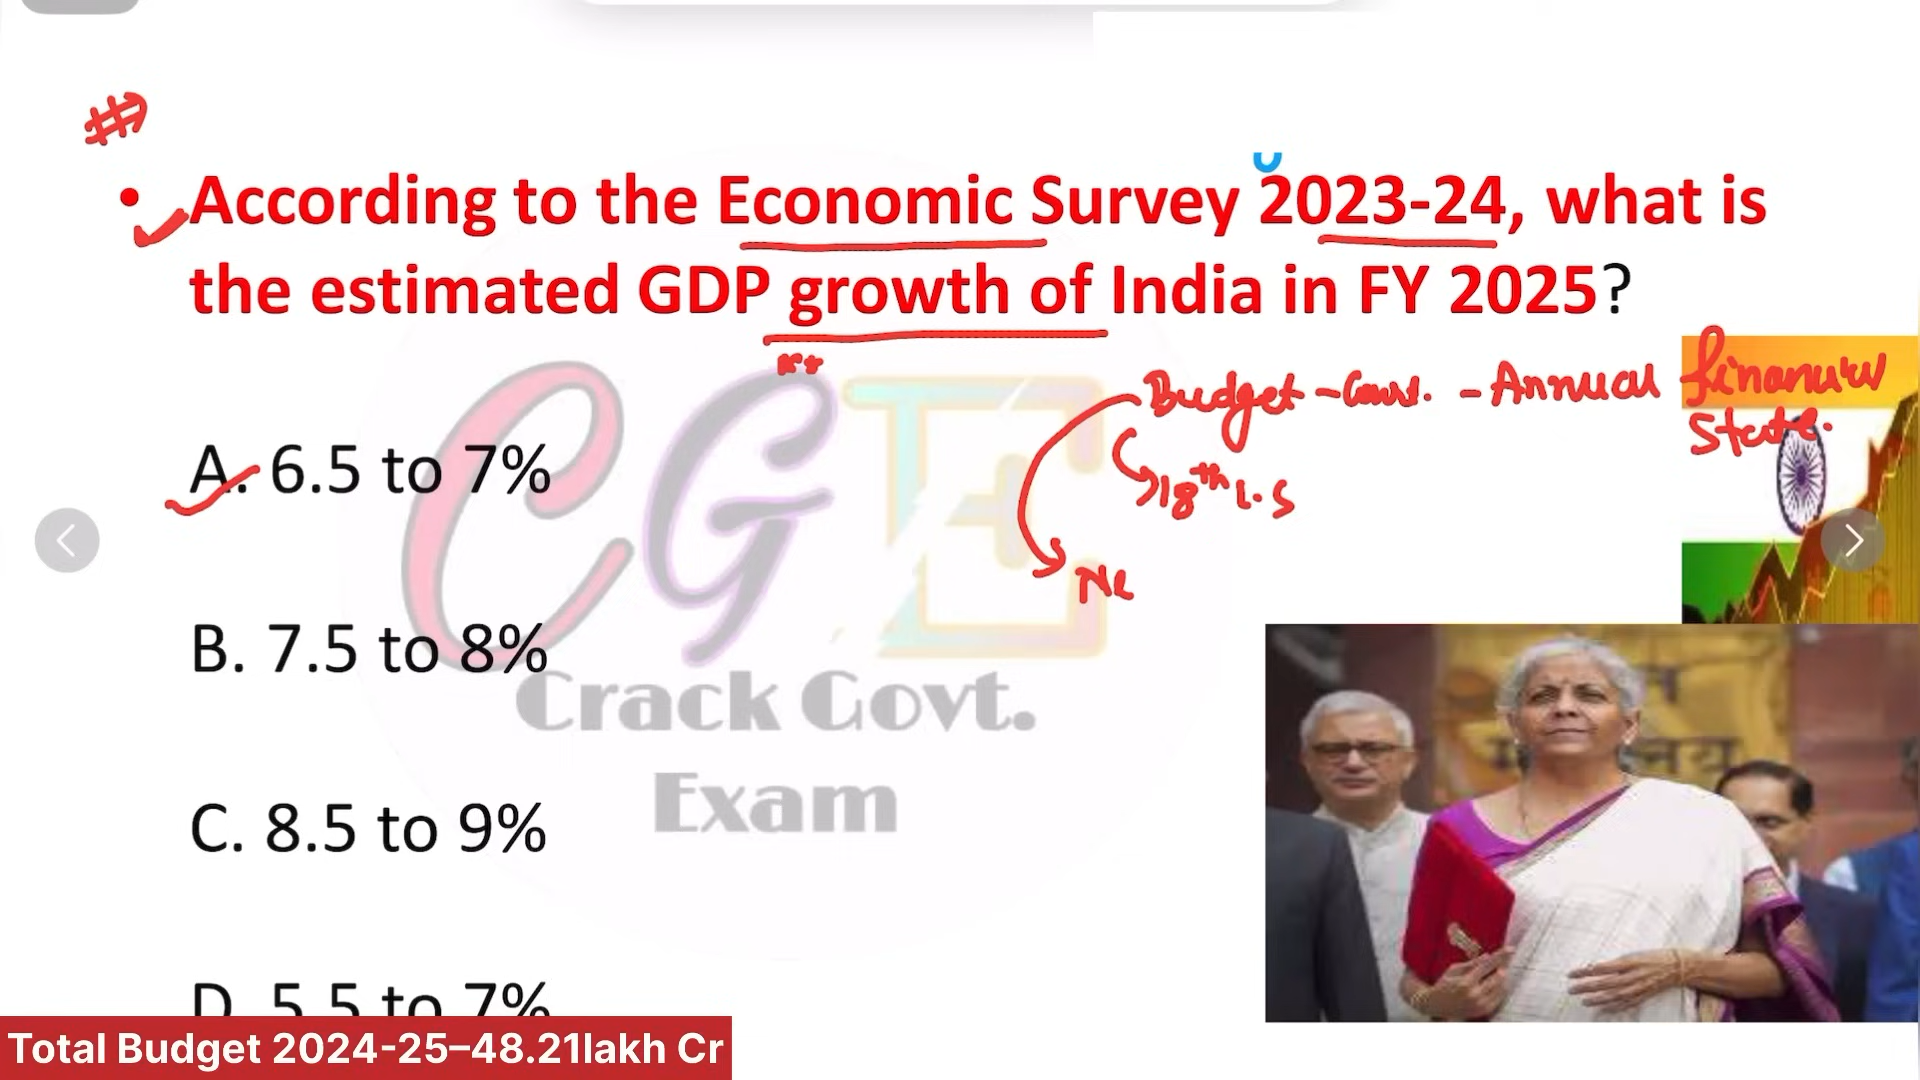 • According to the Economic Survey 2023-24, what is
the estimated GDP growth of India in FY 2025?
Budget - Govt. - Annual
State.
18th L.S
A. 6.5 to 7%
B. 7.5 to 8%
C. 8.5 to 9%
D. 5.5 to 7%
CGE
Crack Govt.
Exam
Total Budget 2024-25–48.21lakh Cr